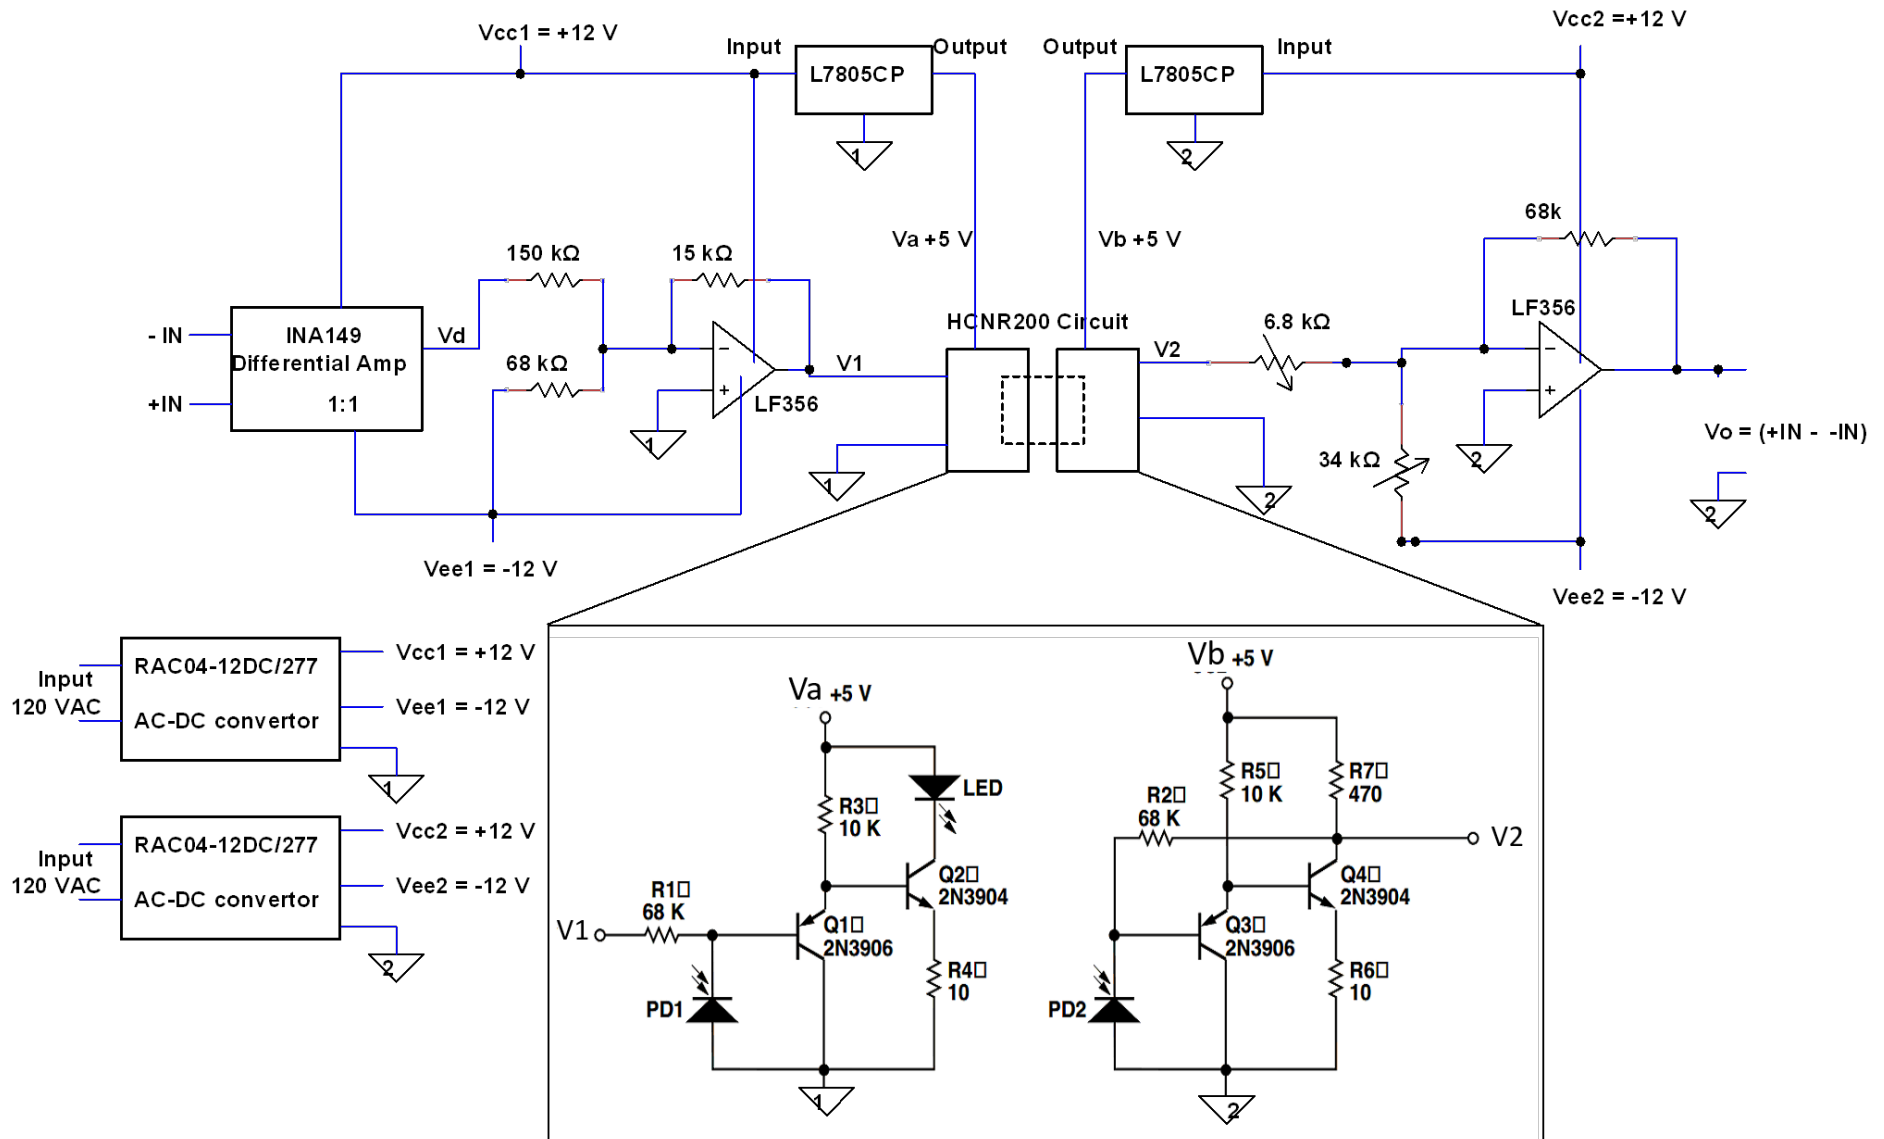 Vcc1 = +12 V
Vcc2 =+12 V
Input
Output
Output
Input
L7805CP
L7805CP
1
2
68k
150 kΩ
15 kΩ
Va +5 V
Vb +5 V
- IN
INA149
Differential Amp
1:1
+IN
Vd
68 kΩ
−
+
LF356
1
V1
HCNR200 Circuit
1
V2
2
6.8 kΩ
34 kΩ
LF356
−
+
2
Vo = (+IN - -IN)
2
Vee1 = -12 V
Vee2 = -12 V
Input
120 VAC
RAC04-12DC/277
AC-DC convertor
Vcc1 = +12 V
Vee1 = -12 V
1
Input
120 VAC
RAC04-12DC/277
AC-DC convertor
Vcc2 = +12 V
Vee2 = -12 V
2
Va +5 V
R3□
10 K
LED
Q2□
2N3904
R1□
68 K
V1
Q1□
2N3906
PD1
R4□
10
1
Vb +5 V
R5□
10 K
R7□
470
R2□
68 K
V2
Q4□
2N3904
Q3□
2N3906
PD2
R6□
10
2